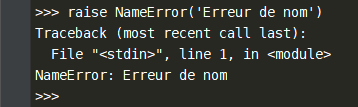 >>> raise NameError('Erreur de nom')
Traceback (most recent call last):
  File "<stdin>", line 1, in <module>
NameError: Erreur de nom
>>>